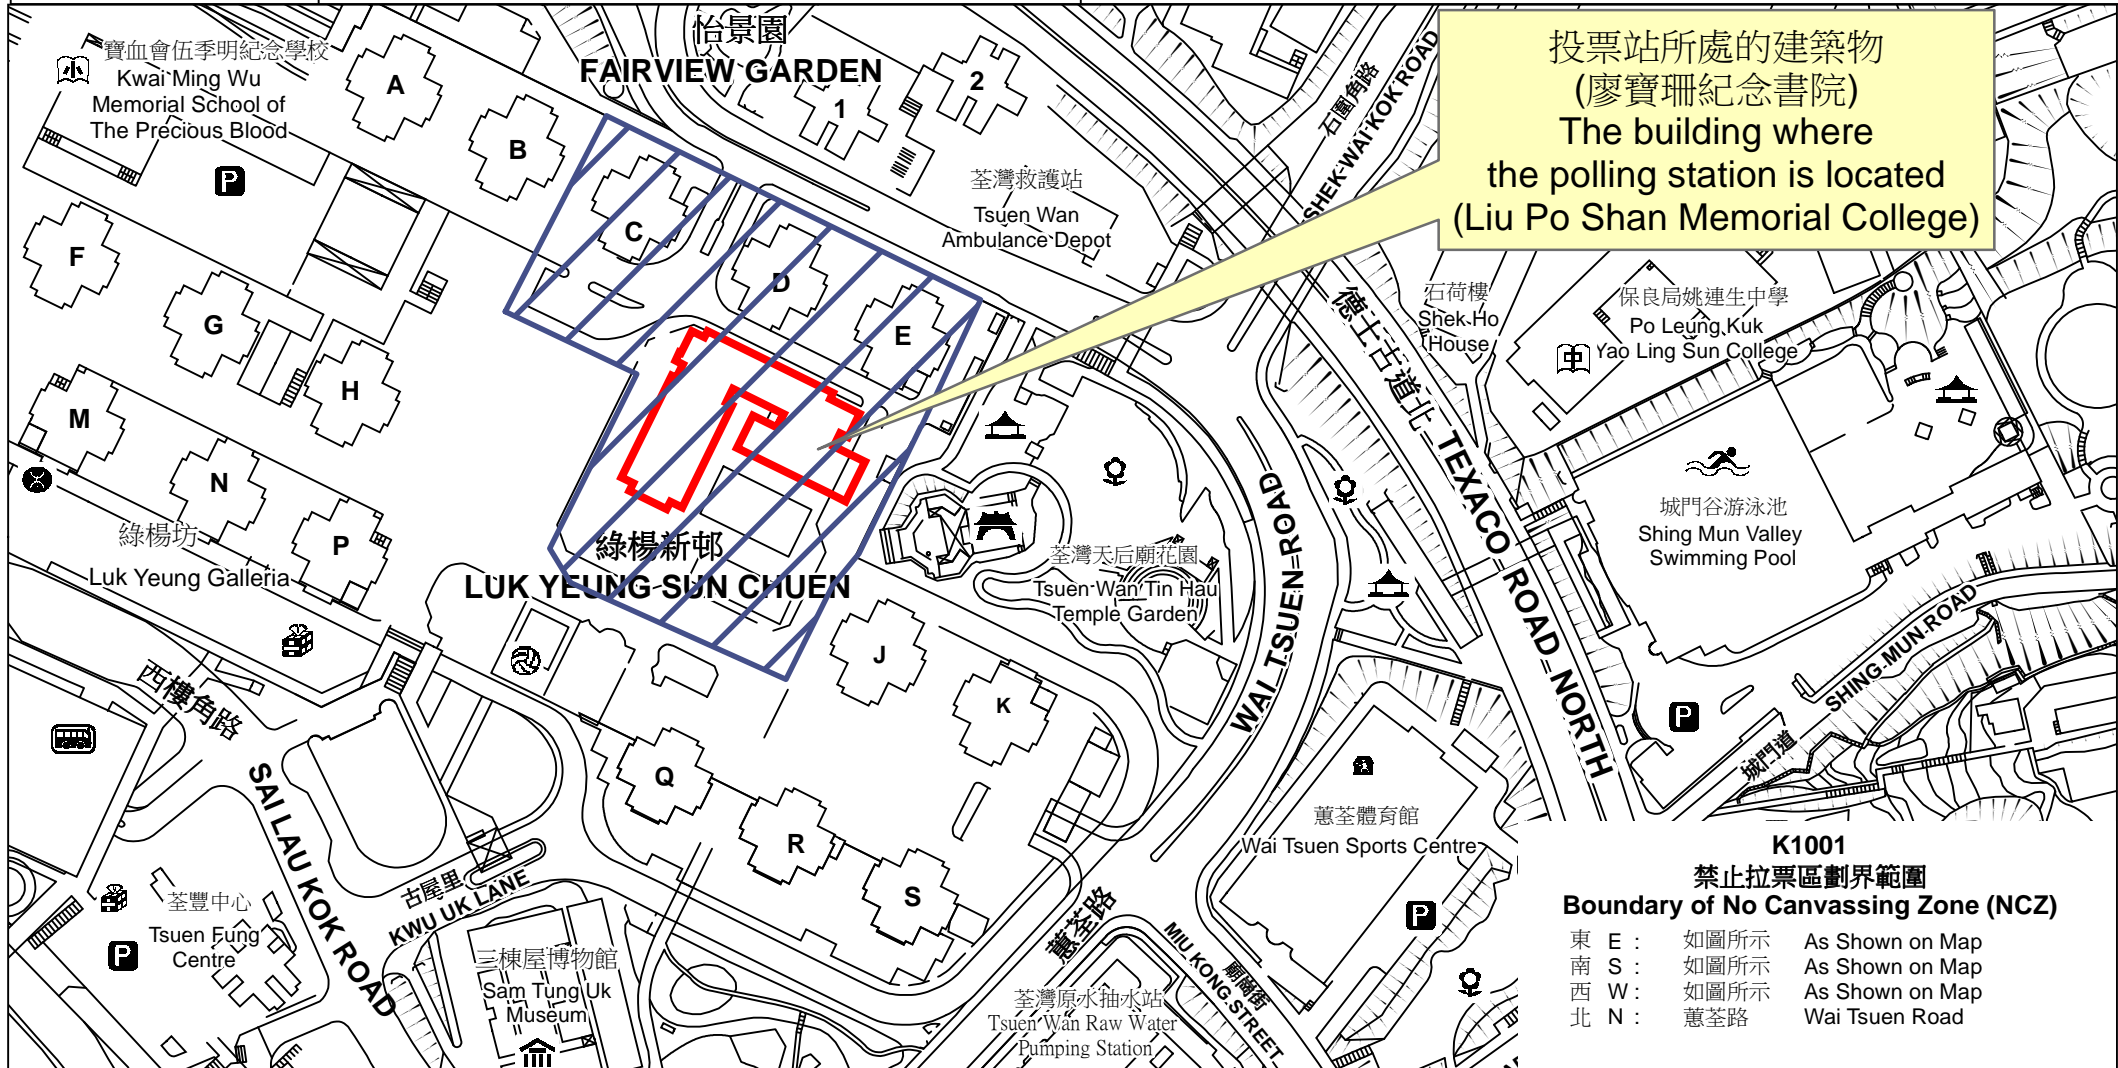 怡景園
FAIRVIEW GARDEN
寶血會伍季明紀念學校
Kwai Ming Wu
Memorial School of
The Precious Blood
A
B
1
2
石圍角路
SHEK WAI KOK ROAD
投票站所處的建築物
(廖寶珊紀念書院)
The building where
the polling station is located
(Liu Po Shan Memorial College)
荃灣救護站
Tsuen Wan
Ambulance Depot
P
C
D
E
F
G
H
石荷樓
Shek Ho
House
保良局姚連生中學
Po Leung Kuk
Yao Ling Sun College
中
德士古道北
TEXACO ROAD NORTH
M
N
P
綠楊坊
Luk Yeung Galleria
綠楊新邨
LUK YEUNG SUN CHUEN
荃灣天后廟花園
Tsuen Wan Tin Hau
Temple Garden
WAI TSUEN ROAD
城門谷游泳池
Shing Mun Valley
Swimming Pool
SHING MUN ROAD
城門道
P
J
K
Q
R
S
西樓角路
SAI LAU KOK ROAD
古屋里
KWU UK LANE
荃豐中心
Tsuen Fung
Centre
P
三棟屋博物館
Sam Tung Uk
Museum
蕙荃路
蕙荃體育館
Wai Tsuen Sports Centre
P
MIU KONG STREET
廟崗街
荃灣原水抽水站
Tsuen Wan Raw Water
Pumping Station
K1001
禁止拉票區劃界範圍
Boundary of No Canvassing Zone (NCZ)
東 E : 如圖所示 As Shown on Map
南 S : 如圖所示 As Shown on Map
西 W : 如圖所示 As Shown on Map
北 N : 蕙荃路 Wai Tsuen Road